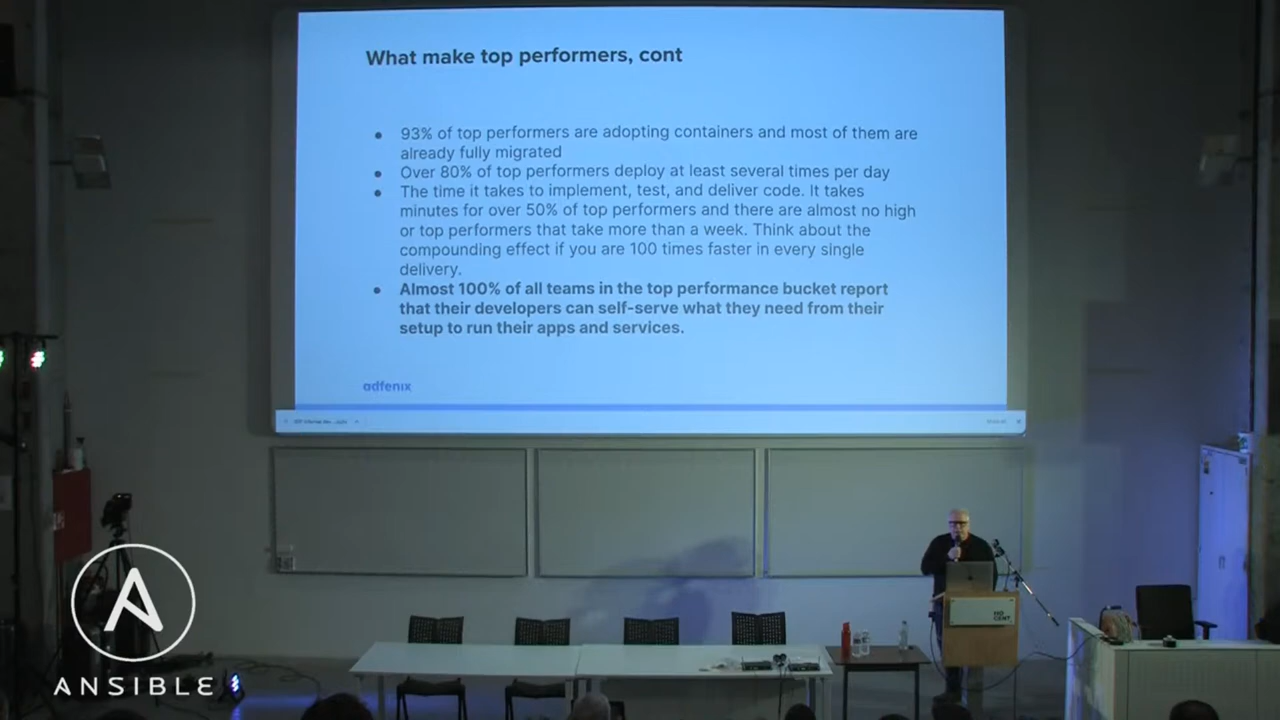 What make top performers, cont
● 93% of top performers are adopting containers and most of them are
already fully migrated
● Over 80% of top performers deploy at least several times per day
● The time it takes to implement, test, and deliver code. It takes
minutes for over 50% of top performers and there are almost no high
or top performers that take more than a week. Think about the
compounding effect if you are 100 times faster in every single
delivery.
● Almost 100% of all teams in the top performance bucket report
that their developers can self-serve what they need from their
setup to run their apps and services.
adfenix
HO
GENT
ANSIBLE